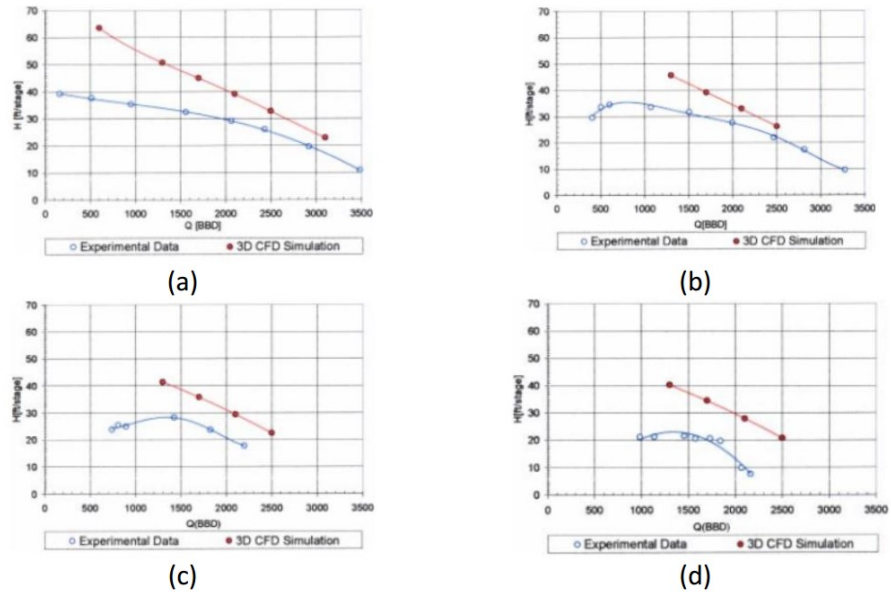 70
60
50
40
30
20
10
0
H [ft/stage]
0 500 1000 1500 2000 2500 3000 3500
Q [BBD]
Experimental Data 3D CFD Simulation
(a)
70
60
50
40
30
20
10
0
H[ft/stage]
0 500 1000 1500 2000 2500 3000 3500
Q[BBD]
Experimental Data 3D CFD Simulation
(b)
70
60
50
40
30
20
10
0
H[ft/stage]
0 500 1000 1500 2000 2500 3000 3500
Q(BBD)
Experimental Data 3D CFD Simulation
(c)
70
60
50
40
30
20
10
0
H[ft/stage]
0 500 1000 1500 2000 2500 3000 3500
Q(BBD)
Experimental Data 3D CFD Simulation
(d)